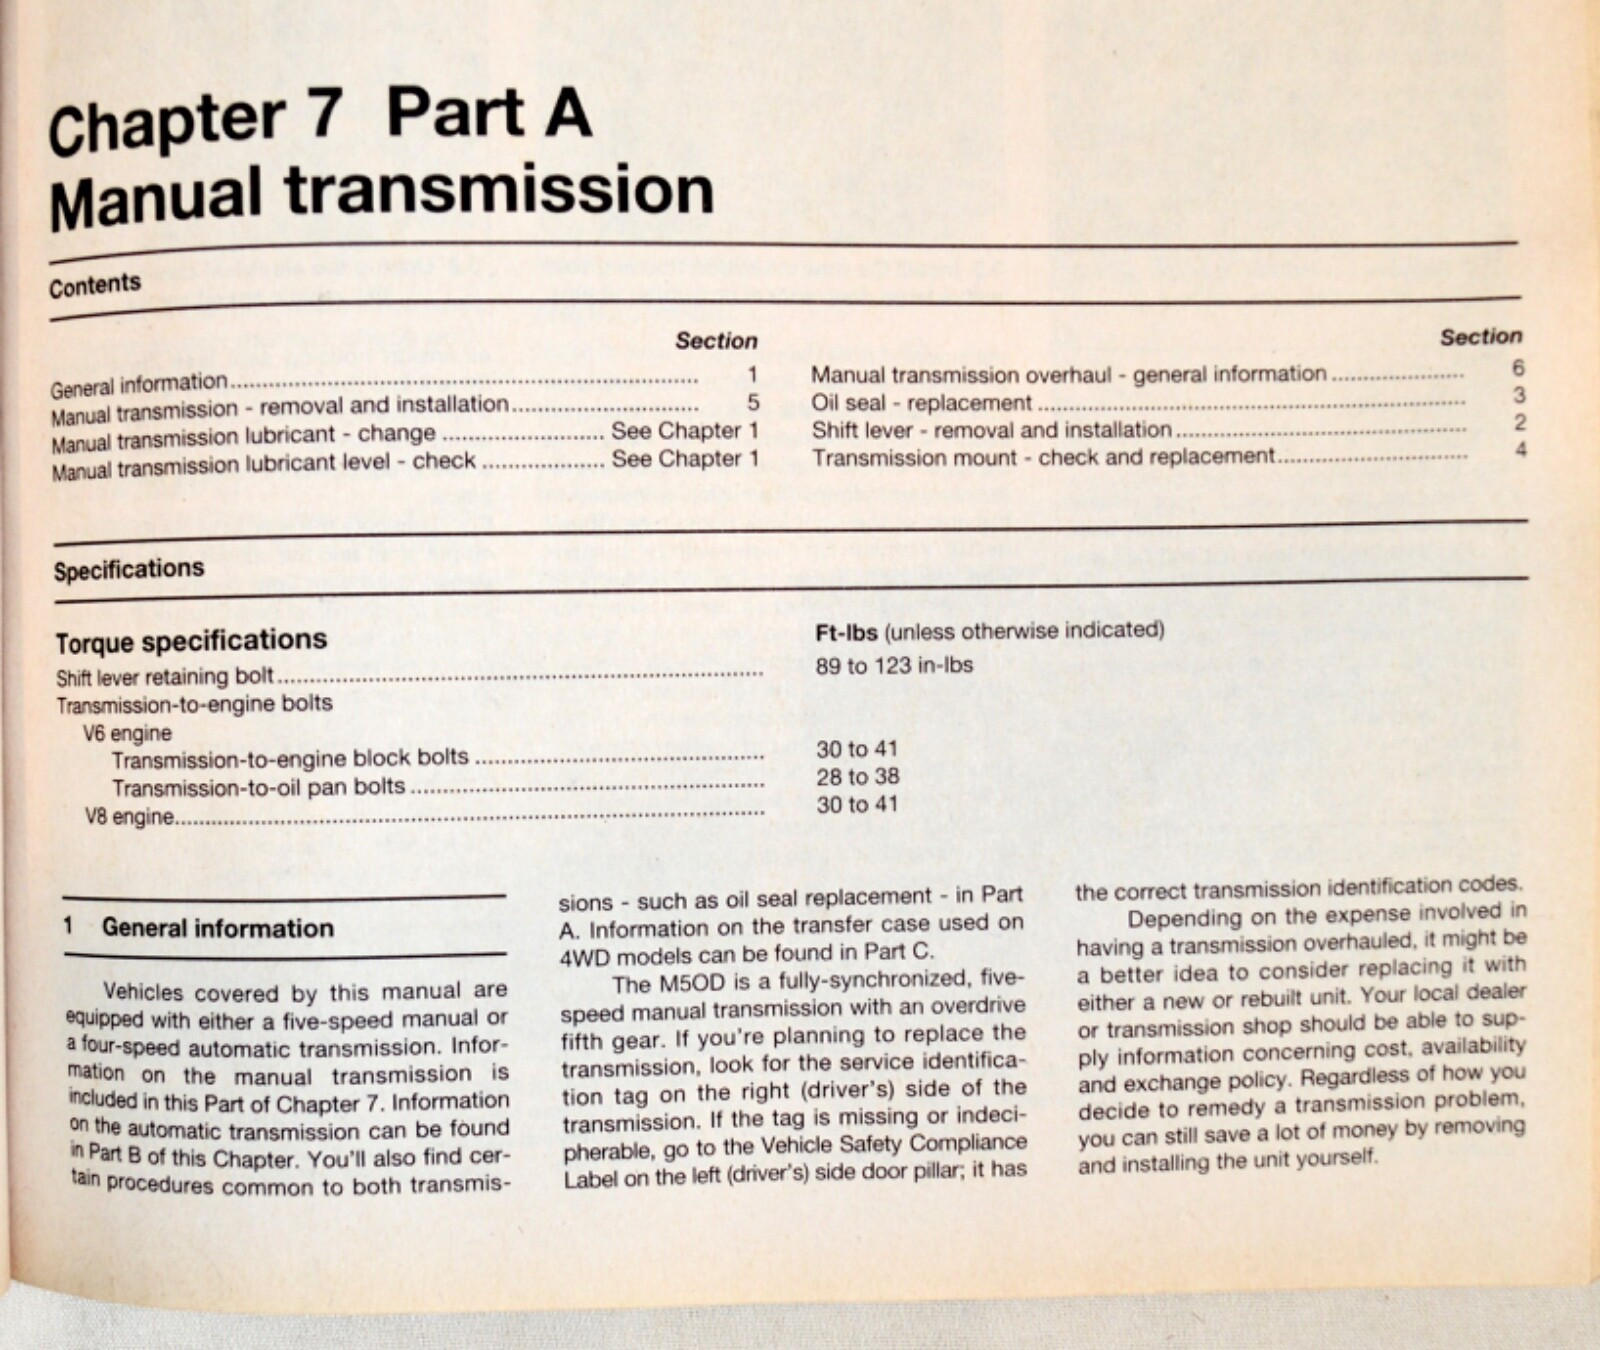 Chapter 7  Part A
Manual transmission
Contents
Section
General information.................................................................... 1
Manual transmission - removal and installation........................... 5
Manual transmission lubricant - change ........................ See Chapter 1
Manual transmission lubricant level - check .................. See Chapter 1
Section
Manual transmission overhaul - general information ................... 6
Oil seal - replacement .............................................................. 3
Shift lever - removal and installation .......................................... 2
Transmission mount - check and replacement........................... 4
Specifications
Torque specifications
Ft-lbs (unless otherwise indicated)
Shift lever retaining bolt ...................................................................... 89 to 123 in-lbs
Transmission-to-engine bolts
V6 engine
Transmission-to-engine block bolts .......................................... 30 to 41
Transmission-to-oil pan bolts ................................................... 28 to 38
V8 engine...................................................................................... 30 to 41
1 General information
Vehicles covered by this manual are
equipped with either a five-speed manual or
a four-speed automatic transmission. Infor-
mation on the manual transmission is
included in this Part of Chapter 7. Information
on the automatic transmission can be found
in Part B of this Chapter. You'll also find cer-
tain procedures common to both transmis-
sions - such as oil seal replacement - in Part
A. Information on the transfer case used on
4WD models can be found in Part C.
The M5OD is a fully-synchronized, five-
speed manual transmission with an overdrive
fifth gear. If you're planning to replace the
transmission, look for the service identifica-
tion tag on the right (driver's) side of the
transmission. If the tag is missing or indeci-
pherable, go to the Vehicle Safety Compliance
Label on the left (driver's) side door pillar; it has
the correct transmission identification codes.
Depending on the expense involved in
having a transmission overhauled, it might be
a better idea to consider replacing it with
either a new or rebuilt unit. Your local dealer
or transmission shop should be able to sup-
ply information concerning cost, availability
and exchange policy. Regardless of how you
decide to remedy a transmission problem,
you can still save a lot of money by removing
and installing the unit yourself.